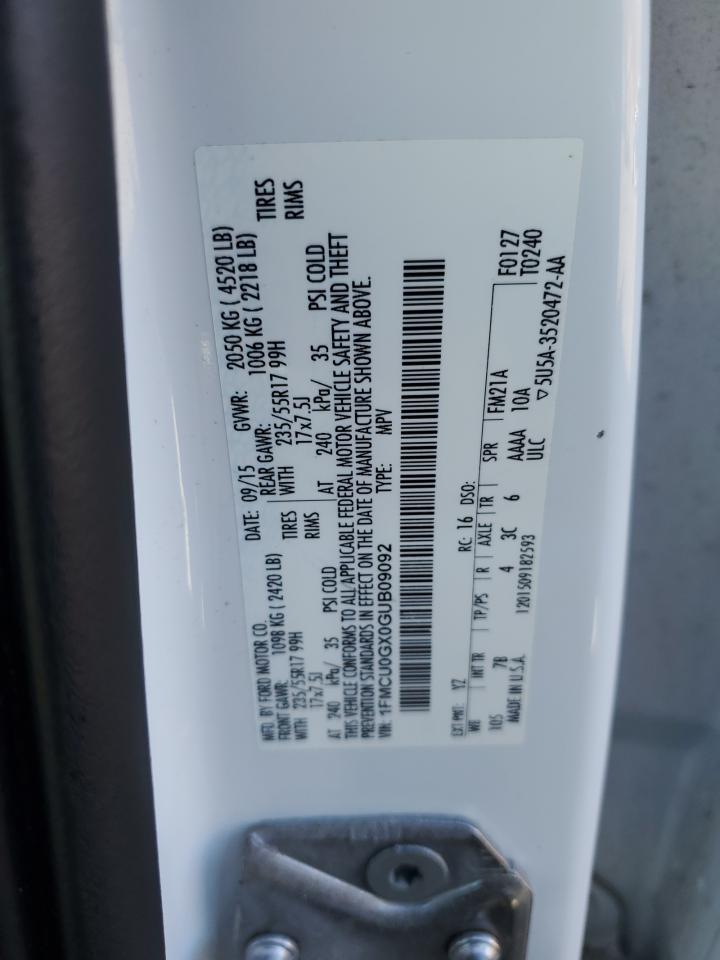 MFD. BY FORD MOTOR CO. DATE: 09/15 GVWR: 2050 KG ( 4520 LB)
FRONT GAWR: 1098 KG ( 2420 LB) REAR GAWR: 1006 KG ( 2218 LB)
WITH 235/55R17 99H TIRES WITH 235/55R17 99H TIRES
17x7.5J RIMS 17x7.5J RIMS
AT 240 kPa/ 35 PSI COLD AT 240 kPa/ 35 PSI COLD
THIS VEHICLE CONFORMS TO ALL APPLICABLE FEDERAL MOTOR VEHICLE SAFETY AND THEFT
PREVENTION STANDARDS IN EFFECT ON THE DATE OF MANUFACTURE SHOWN ABOVE.
VIN: 1FMCU0GX0GUB09092 TYPE: MPV
EXT PNT: YZ RC: 16 DSO: F0127
WB INT TR TP/PS R AXLE TR SPR FM21A T0240
105 7B 4 3C 6 AAAA 10A
MADE IN U.S.A. 1201509182593 ULC ▽5U5A-3520472-AA